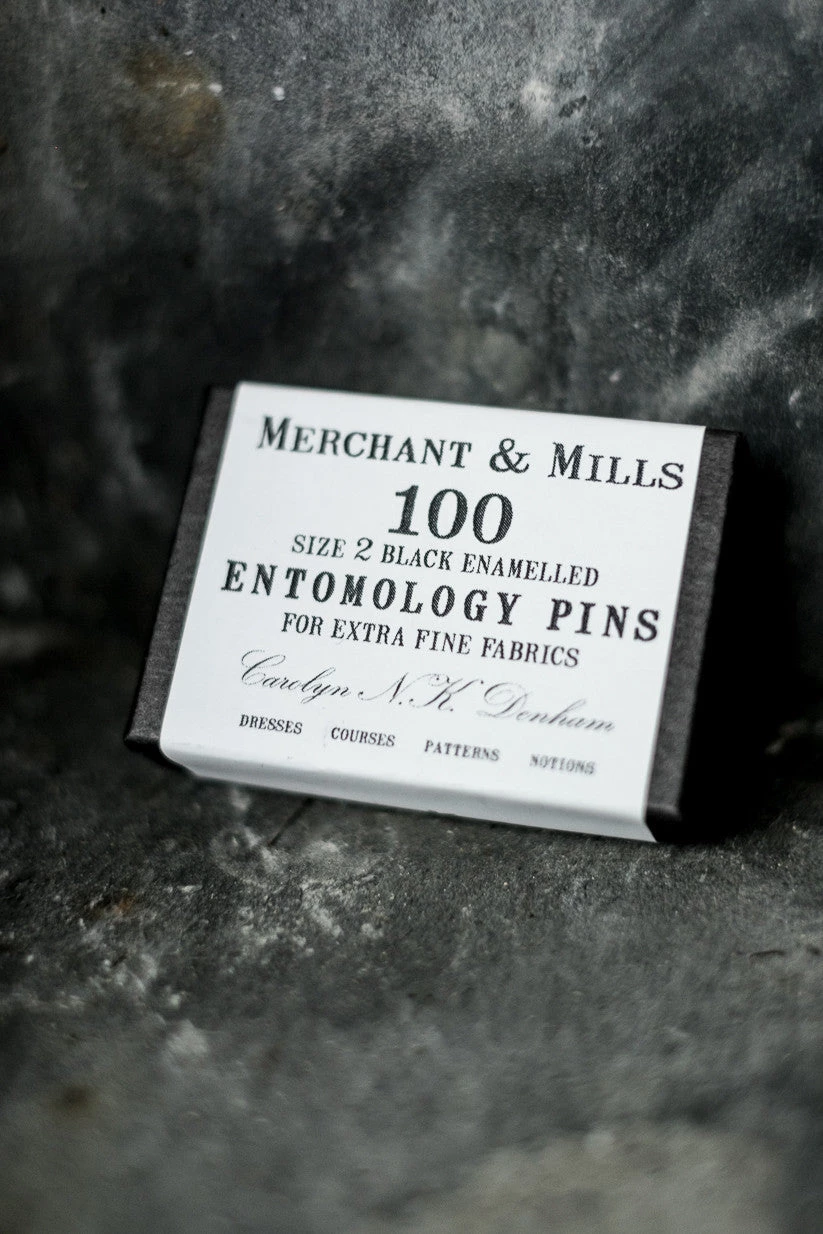 MERCHANT & MILLS
100
SIZE 2 BLACK ENAMELLED
ENTOMOLOGY PINS
FOR EXTRA FINE FABRICS
Carolyn N.K. Denham
DRESSES COURSES PATTERNS NOTIONS